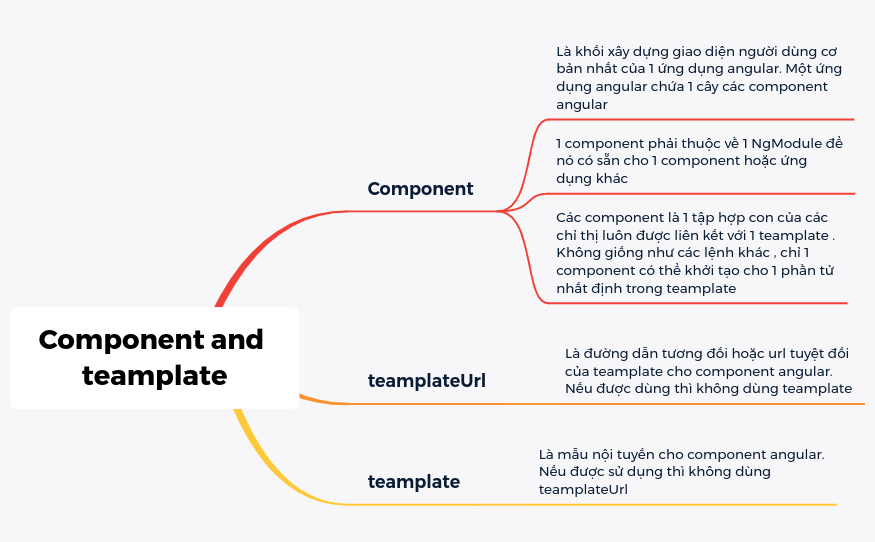 Component and
teamplate
Component
Là khối xây dựng giao diện người dùng cơ
bản nhất của 1 ứng dụng angular. Một ứng
dụng angular chứa 1 cây các component
angular
1 component phải thuộc về 1 NgModule để
nó có sẵn cho 1 component hoặc ứng
dụng khác
Các component là 1 tập hợp con của các
chỉ thị luôn được liên kết với 1 teamplate .
Không giống như các lệnh khác , chỉ 1
component có thể khởi tạo cho 1 phần tử
nhất định trong teamplate
teamplateUrl
Là đường dẫn tương đối hoặc url tuyệt đối
của teamplate cho component angular.
Nếu được dùng thì không dùng teamplate
teamplate
Là mẫu nội tuyến cho component angular.
Nếu được sử dụng thì không dùng
teamplateUrl